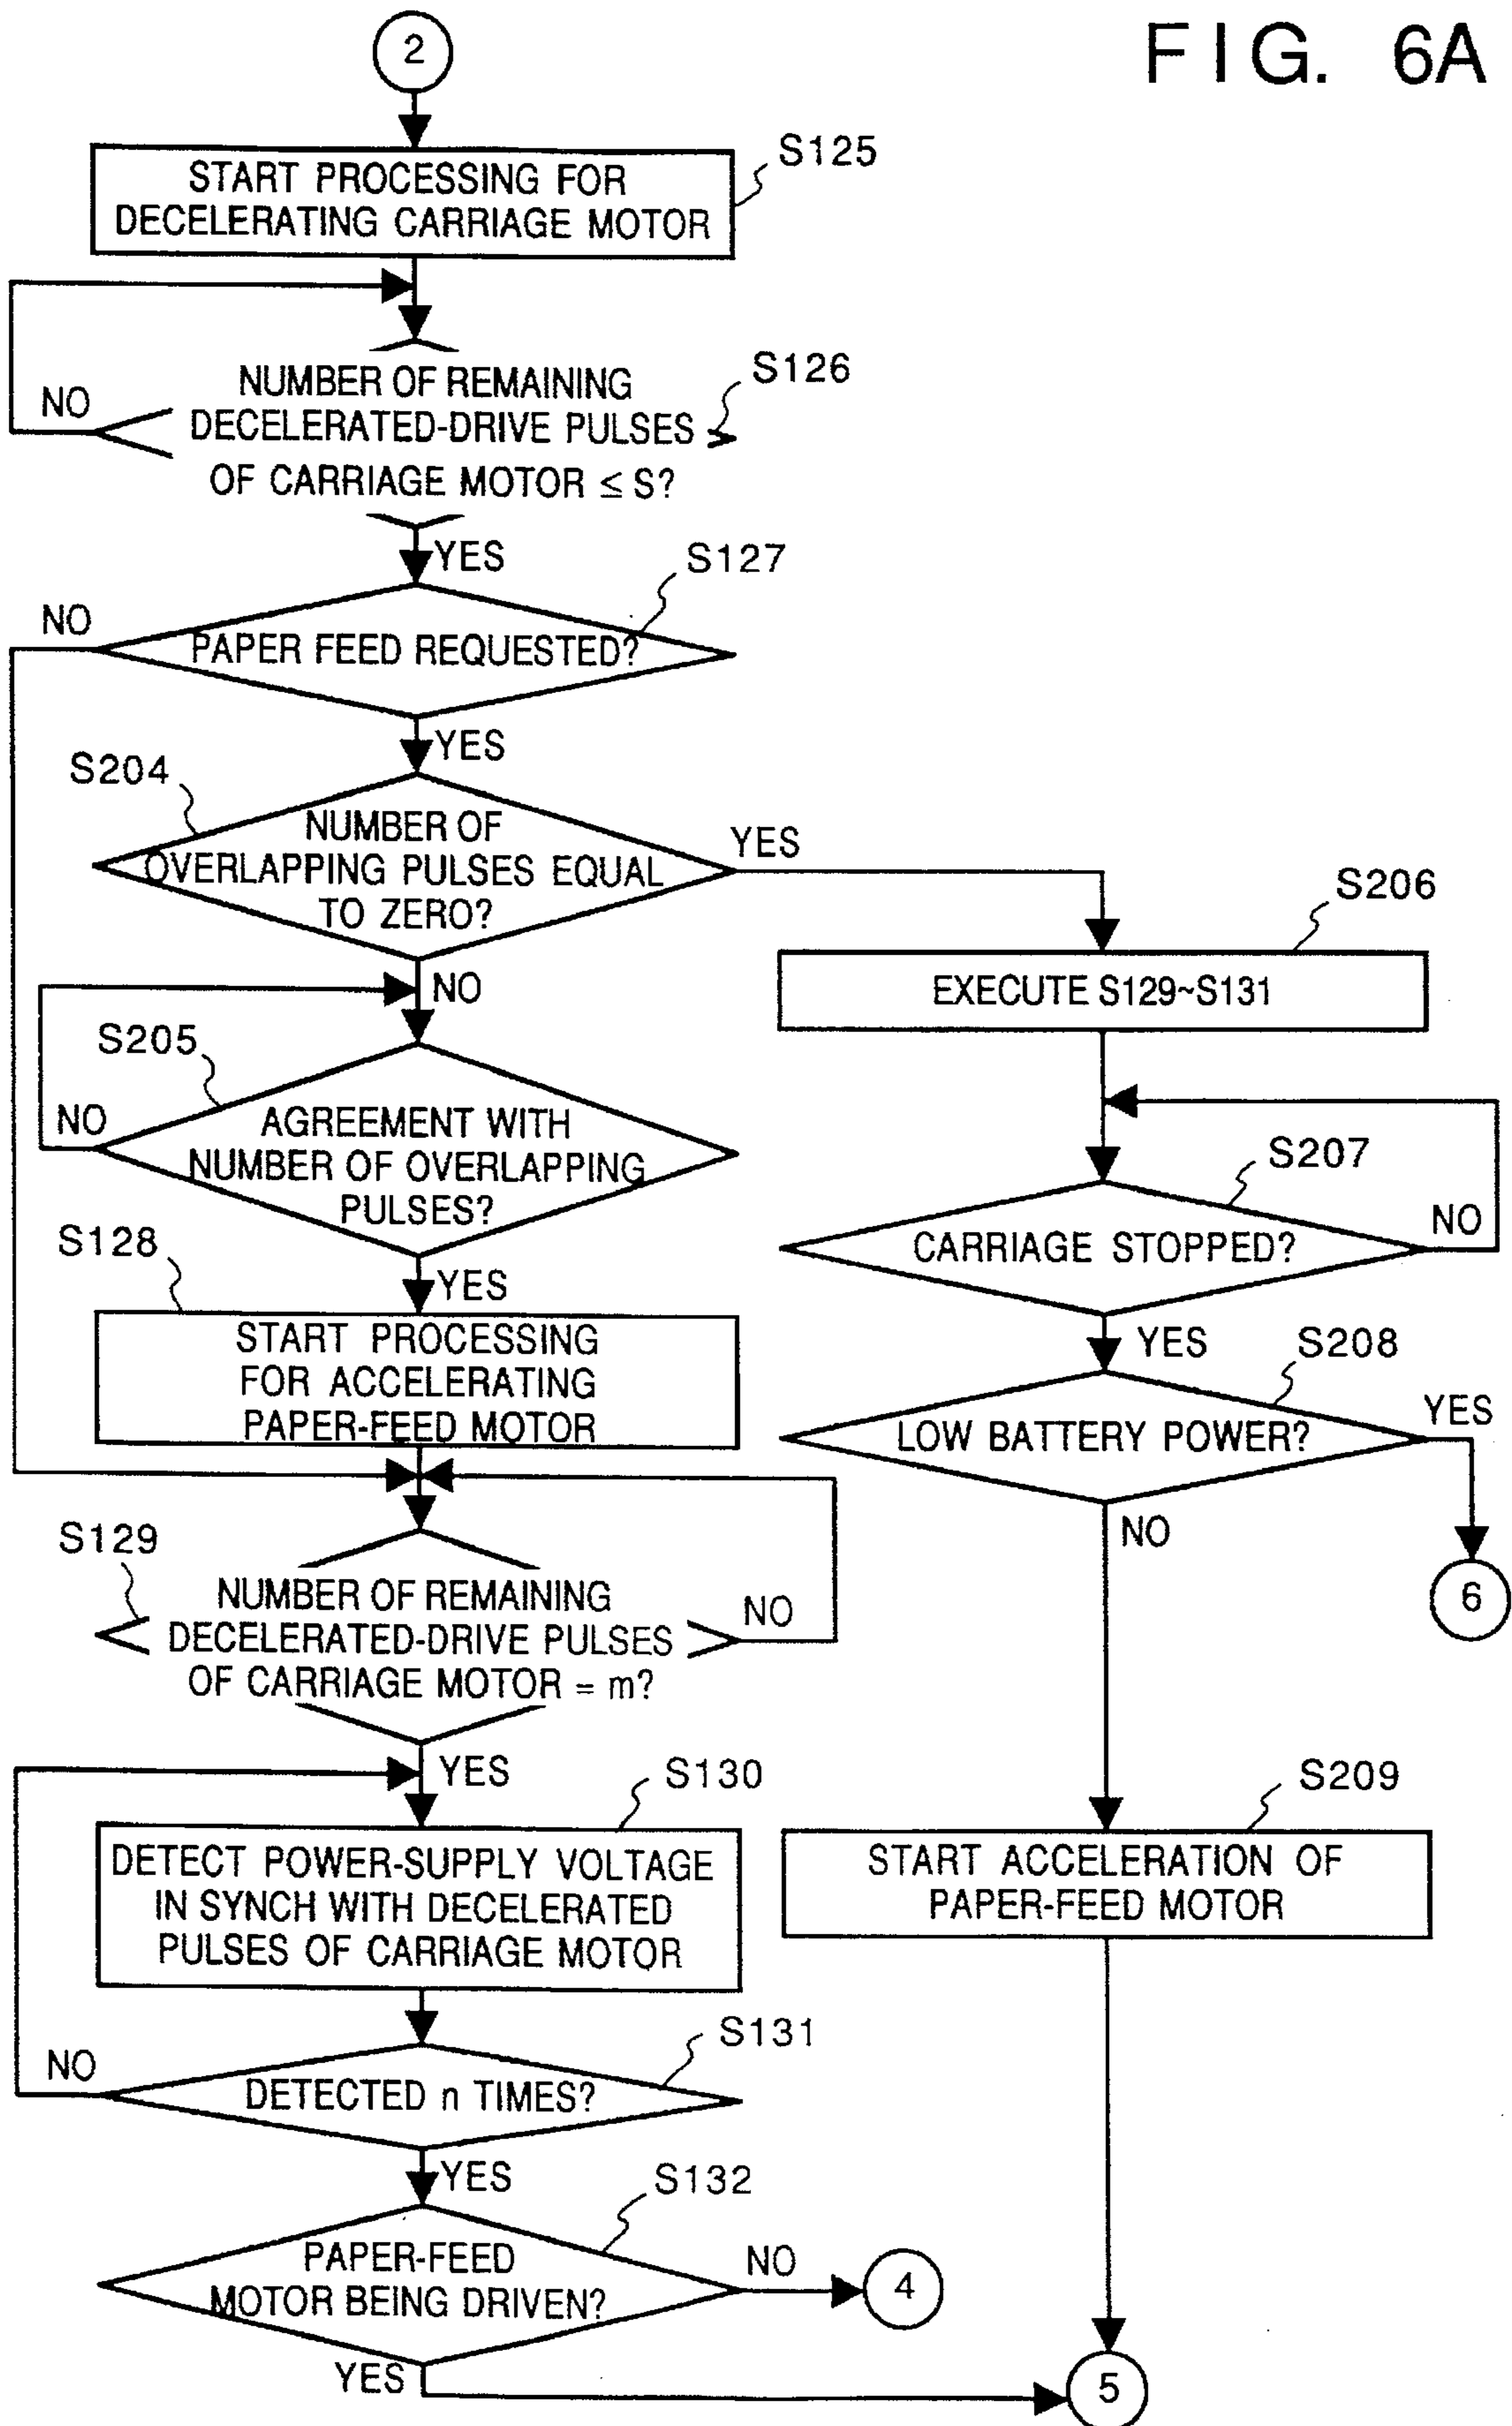 FIG. 6A
2
S125
START PROCESSING FOR
DECELERATING CARRIAGE MOTOR
S126
NUMBER OF REMAINING
DECELERATED-DRIVE PULSES
OF CARRIAGE MOTOR ≤ S?
NO
YES
S127
NO
PAPER FEED REQUESTED?
YES
S204
NUMBER OF
OVERLAPPING PULSES EQUAL
TO ZERO?
YES
NO
S205
AGREEMENT WITH
NUMBER OF OVERLAPPING
PULSES?
NO
YES
S128
START PROCESSING
FOR ACCELERATING
PAPER-FEED MOTOR
S129
NUMBER OF REMAINING
DECELERATED-DRIVE PULSES
OF CARRIAGE MOTOR = m?
NO
YES
S130
DETECT POWER-SUPPLY VOLTAGE
IN SYNCH WITH DECELERATED
PULSES OF CARRIAGE MOTOR
S131
NO
DETECTED n TIMES?
YES
S132
PAPER-FEED
MOTOR BEING DRIVEN?
NO
4
YES
S206
EXECUTE S129~S131
S207
CARRIAGE STOPPED?
NO
YES
S208
LOW BATTERY POWER?
YES
6
NO
S209
START ACCELERATION OF
PAPER-FEED MOTOR
5